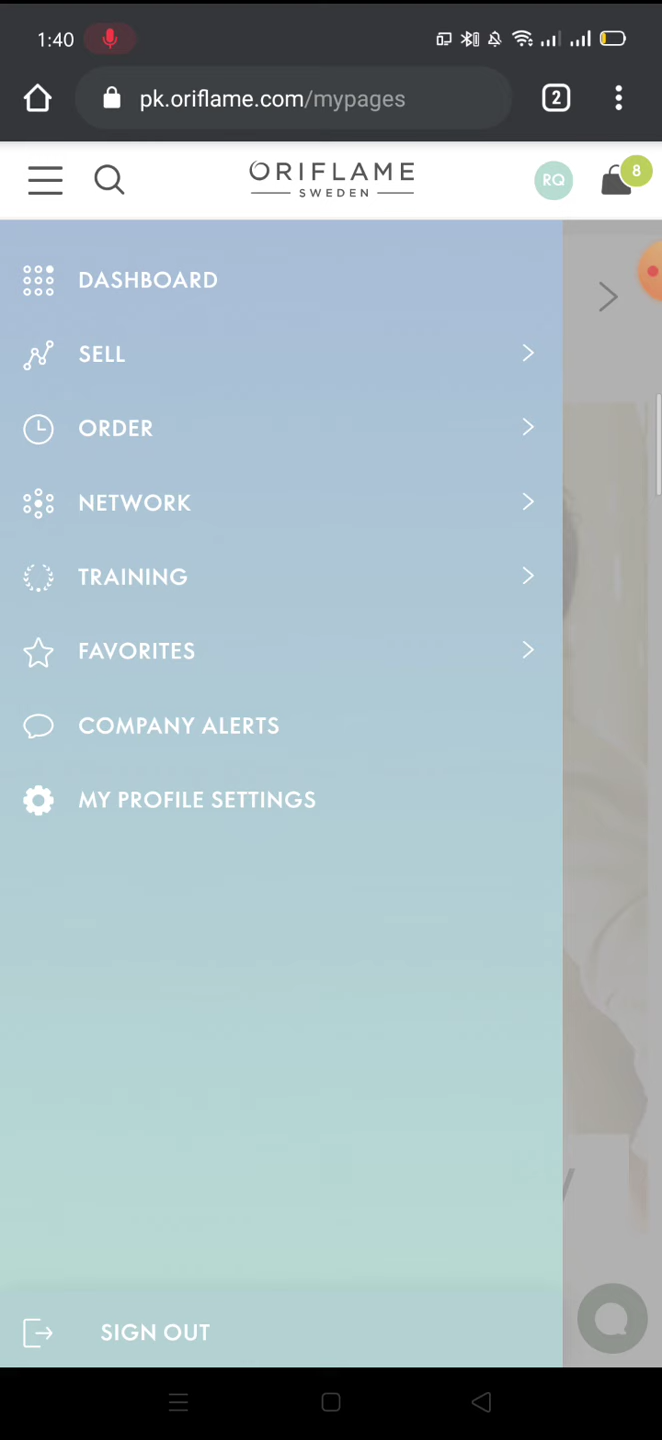 1:40
pk.oriflame.com/mypages
2
ORIFLAME
SWEDEN
RQ
8
DASHBOARD
SELL
ORDER
NETWORK
TRAINING
FAVORITES
COMPANY ALERTS
MY PROFILE SETTINGS
SIGN OUT